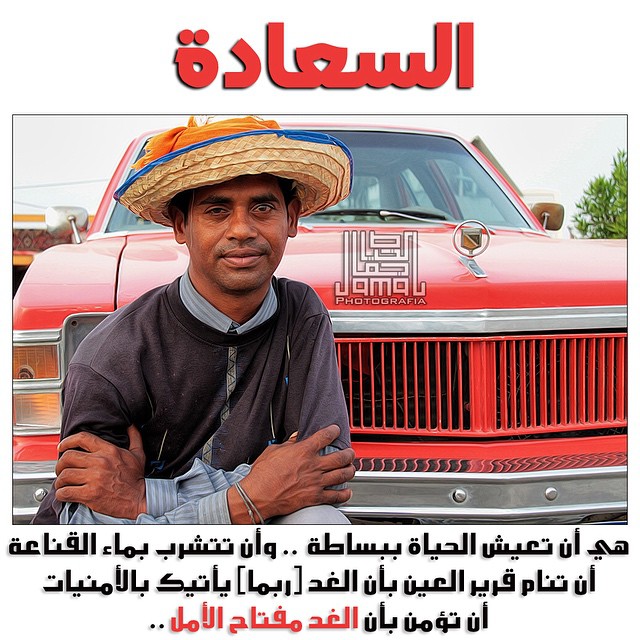 السعادة
Jamal
PHOTOGRAFIA
هي أن تعيش الحياة ببساطة .. وأن تتشرب بماء القناعة
أن تنام قرير العين بأن الغد [ربما] يأتيك بالأمنيات
أن تؤمن بأن الغد مفتاح الأمل ..